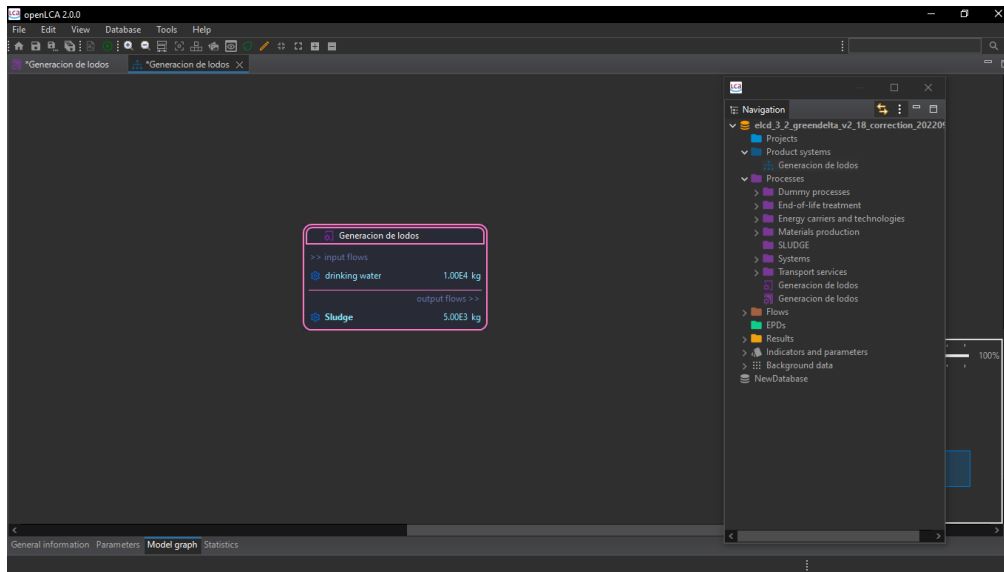 LCA openLCA 2.0.0
File Edit View Database Tools Help
*Generacion de lodos *Generacion de lodos
LCA
Navigation
elcd_3_2_greendelta_v2_18_correction_20220
Projects
Product systems
Generacion de lodos
Processes
Dummy processes
End-of-life treatment
Energy carriers and technologies
Materials production
SLUDGE
Systems
Transport services
Generacion de lodos
Generacion de lodos
Flows
EPDs
Results
Indicators and parameters
Background data
NewDatabase
Generacion de lodos
>> input flows
drinking water 1.00E4 kg
output flows >>
Sludge 5.00E3 kg
100%
General information Parameters Model graph Statistics